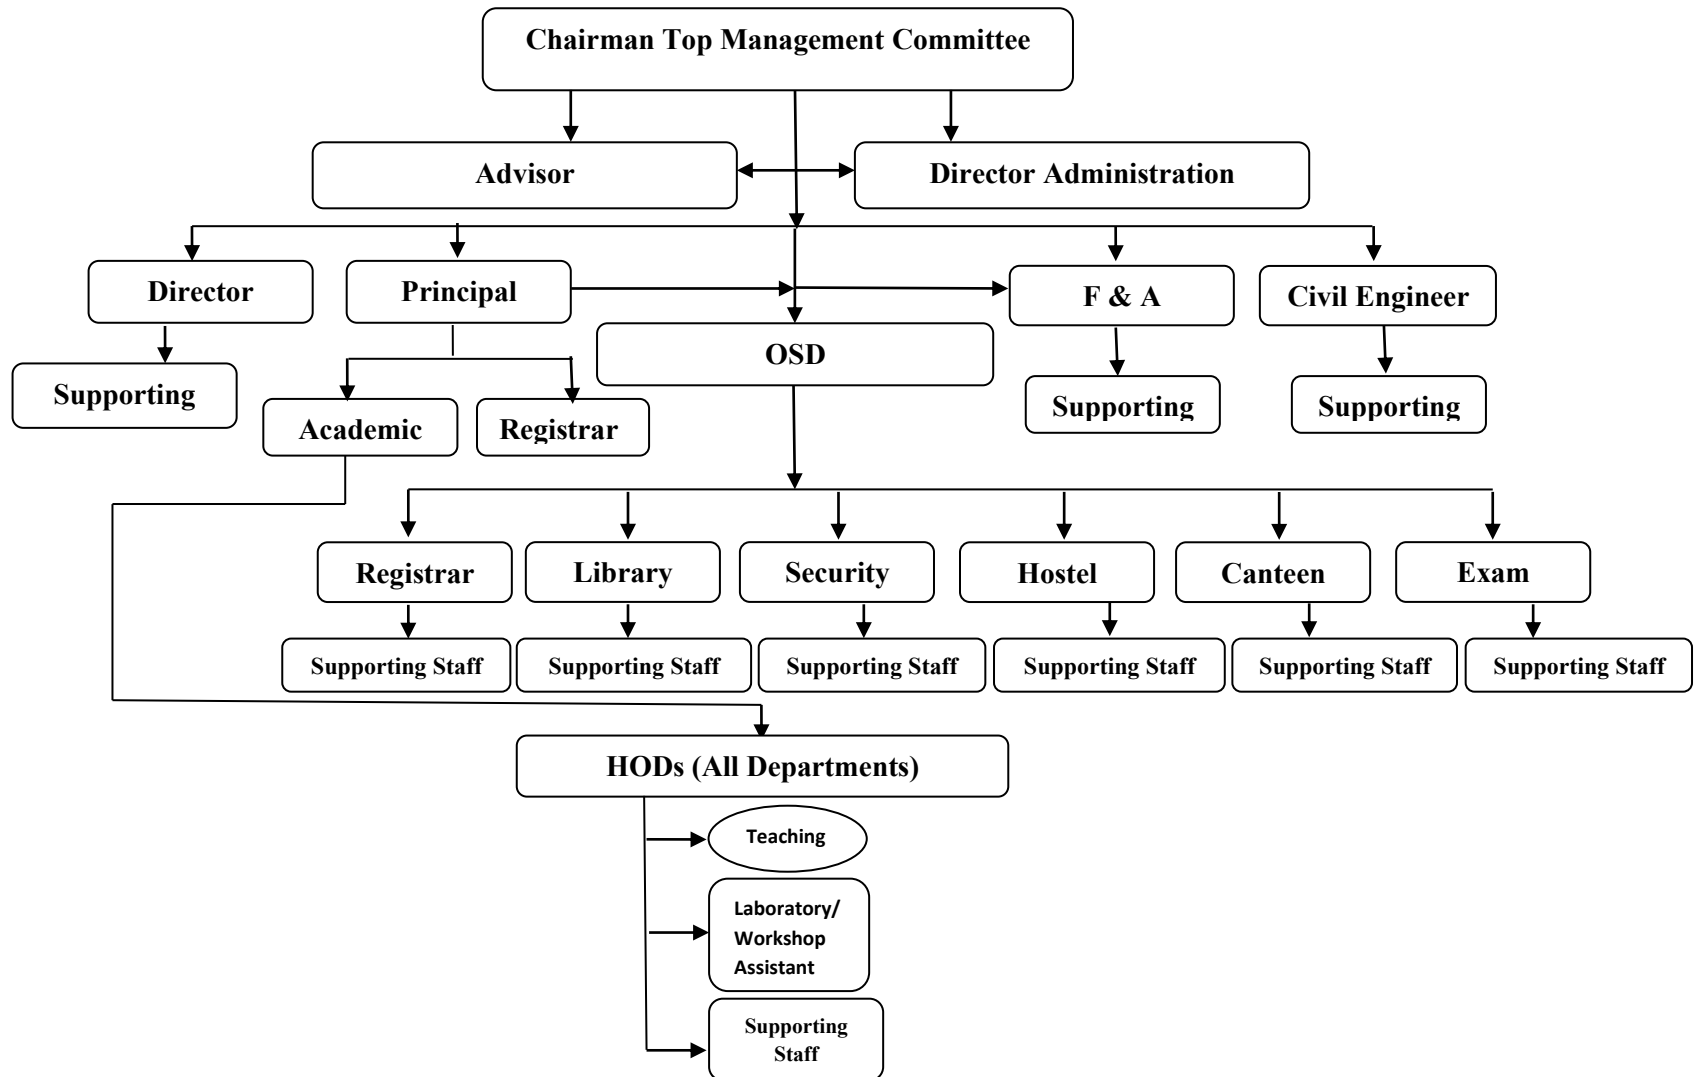 Chairman Top Management Committee
Advisor
Director Administration
Director
Principal
F & A
Civil Engineer
OSD
Supporting
Academic
Registrar
Supporting
Supporting
Registrar
Library
Security
Hostel
Canteen
Exam
Supporting Staff
Supporting Staff
Supporting Staff
Supporting Staff
Supporting Staff
Supporting Staff
HODs (All Departments)
Teaching
Laboratory/
Workshop
Assistant
Supporting
Staff